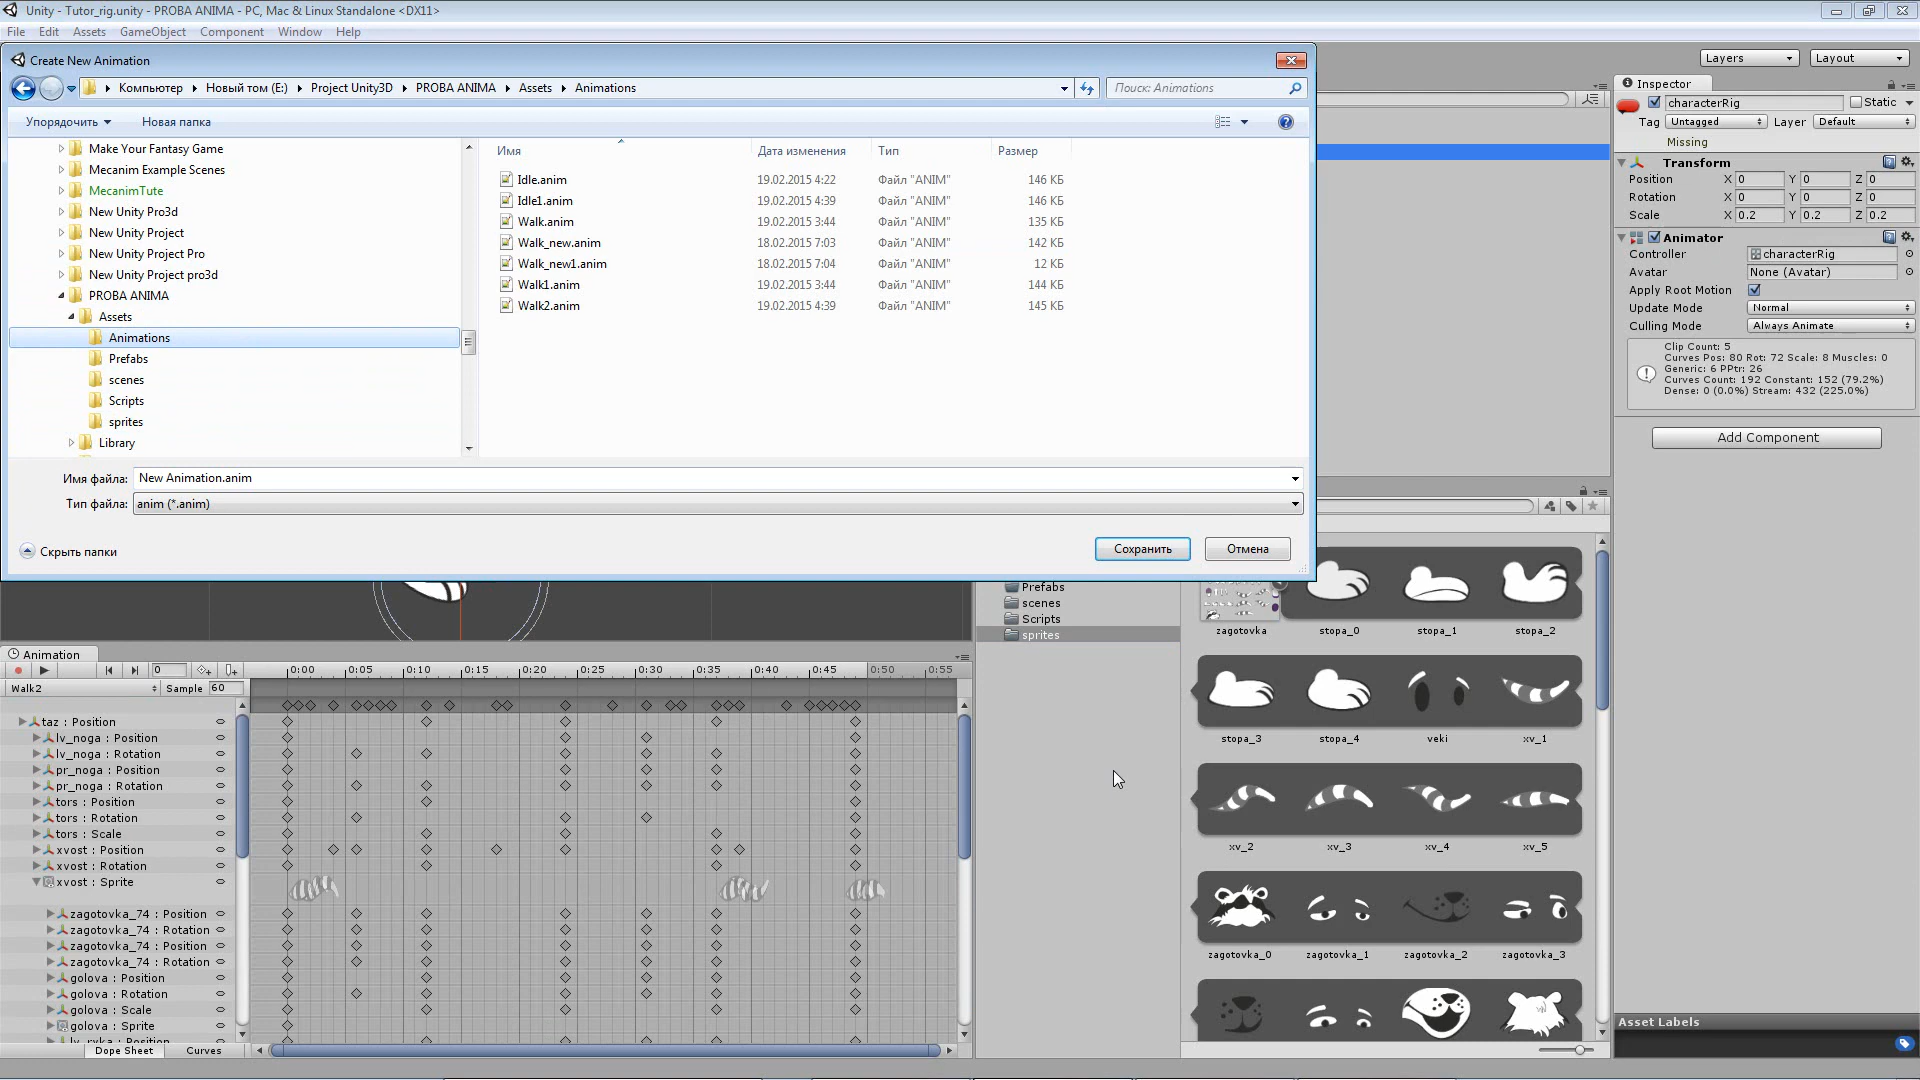 Unity - Tutor_rig.unity - PROBA ANIMA - PC, Mac & Linux Standalone <DX11>
File Edit Assets GameObject Component Window Help
Create New Animation
Компьютер Новый том (E:) Project Unity3D PROBA ANIMA Assets Animations
Поиск: Animations
Упорядочить Новая папка
Make Your Fantasy Game
Mecanim Example Scenes
MecanimTute
New Unity Pro3d
New Unity Project
New Unity Project Pro
New Unity Project pro3d
PROBA ANIMA
Assets
Animations
Prefabs
scenes
Scripts
sprites
Library
Имя Дата изменения Тип Размер
Idle.anim 19.02.2015 4:22 Файл "ANIM" 146 КБ
Idle1.anim 19.02.2015 4:39 Файл "ANIM" 146 КБ
Walk.anim 19.02.2015 3:44 Файл "ANIM" 135 КБ
Walk_new.anim 18.02.2015 7:03 Файл "ANIM" 142 КБ
Walk_new1.anim 18.02.2015 7:04 Файл "ANIM" 12 КБ
Walk1.anim 19.02.2015 3:44 Файл "ANIM" 144 КБ
Walk2.anim 19.02.2015 4:39 Файл "ANIM" 145 КБ
Имя файла: New Animation.anim
Тип файла: anim (*.anim)
Скрыть папки
Сохранить Отмена
Layers Layout
Inspector
characterRig Static
Tag Untagged Layer Default
Missing
Transform
Position X 0 Y 0 Z 0
Rotation X 0 Y 0 Z 0
Scale X 0.2 Y 0.2 Z 0.2
Animator
Controller characterRig
Avatar None (Avatar)
Apply Root Motion
Update Mode Normal
Culling Mode Always Animate
Clip Count: 5
Curves Pos: 80 Rot: 72 Scale: 8 Muscles: 0
Generic: 6 PPtr: 26
Curves Count: 192 Constant: 152 (79.2%)
Dense: 0 (0.0%) Stream: 432 (225.0%)
Add Component
Asset Labels
Prefabs
scenes
Scripts
sprites
zagotovka stopa_0 stopa_1 stopa_2
stopa_3 stopa_4 veki xv_1
xv_2 xv_3 xv_4 xv_5
zagotovka_0 zagotovka_1 zagotovka_2 zagotovka_3
Animation
0 0:00 0:05 0:12 0:15 0:20 0:25 0:30 0:35 0:40 0:45 0:50 0:55
Walk2 Sample 60
taz : Position
lv_noga : Position
lv_noga : Rotation
pr_noga : Position
pr_noga : Rotation
tors : Position
tors : Rotation
tors : Scale
xvost : Position
xvost : Rotation
xvost : Sprite
zagotovka_74 : Position
zagotovka_74 : Rotation
zagotovka_74 : Position
zagotovka_74 : Rotation
golova : Position
golova : Rotation
golova : Scale
golova : Sprite
lv_ryka : Position
Dope Sheet Curves